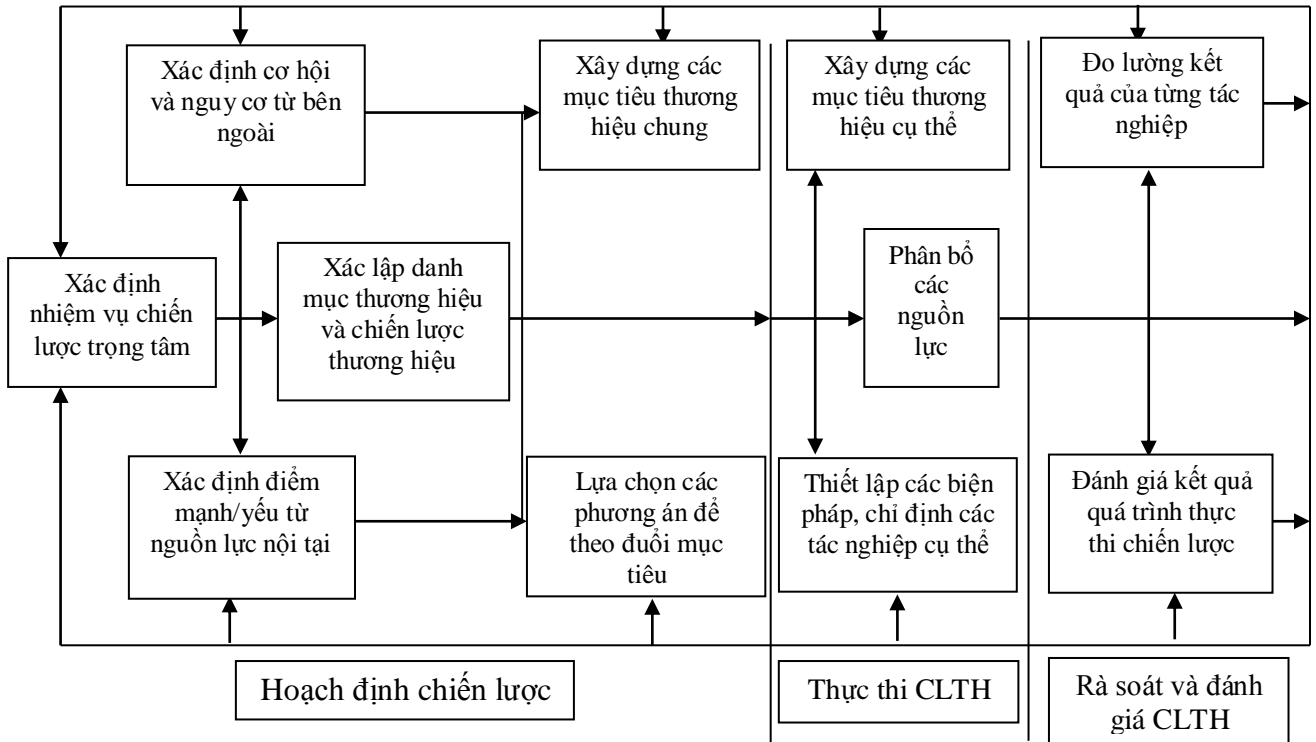 Xác định cơ hội
và nguy cơ từ bên
ngoài
Xây dựng các
mục tiêu thương
hiệu chung
Xây dựng các
mục tiêu thương
hiệu cụ thể
Đo lường kết
quả của từng tác
nghiệp
Xác định
nhiệm vụ chiến
lược trọng tâm
Xác lập danh
mục thương hiệu
và chiến lược
thương hiệu
Phân bổ
các
nguồn
lực
Xác định điểm
mạnh/yếu từ
nguồn lực nội tại
Lựa chọn các
phương án để
theo đuổi mục
tiêu
Thiết lập các biện
pháp, chỉ định các
tác nghiệp cụ thể
Đánh giá kết quả
quá trình thực
thi chiến lược
Hoạch định chiến lược
Thực thi CLTH
Rà soát và đánh
giá CLTH